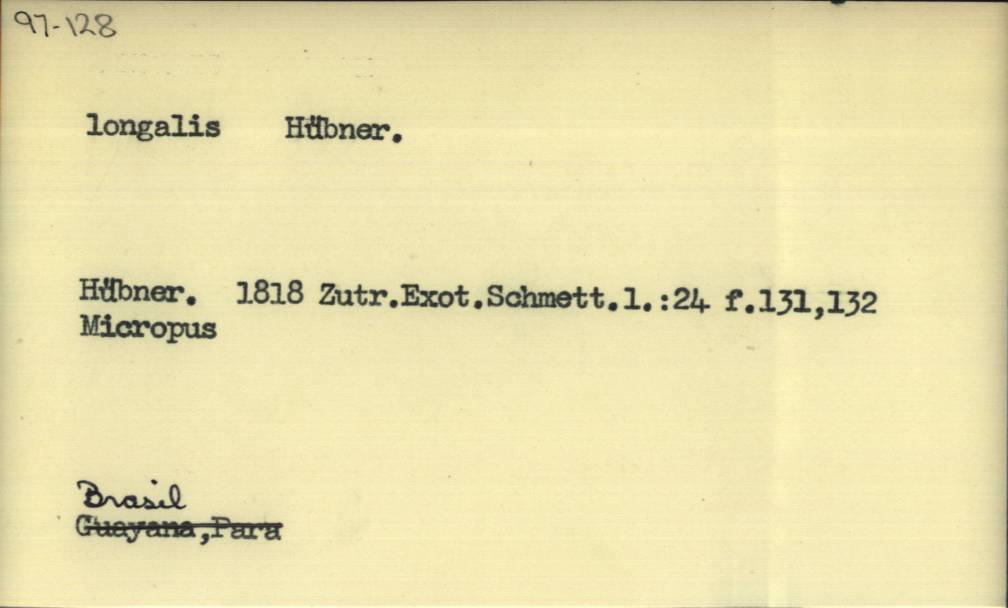 97-128
longalis Hübner.
Hübner. 1818 Zutr.Exot.Schmett.1.:24 f.131,132
Micropus
Brasil
Guayana,Para